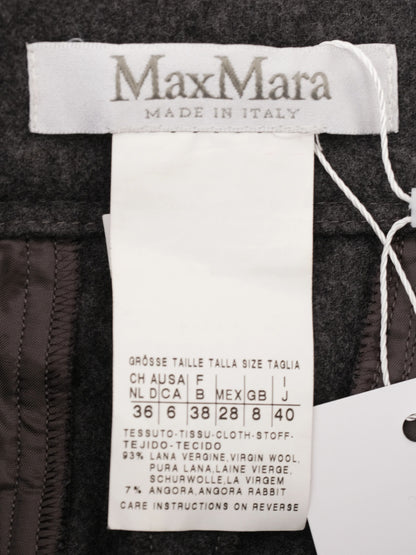 MaxMara
MADE IN ITALY
GRÖSSE TAILLE TALLA SIZE TAGLIA
CH AUSA F I
NL D CA B MEX GB J
36 6 38 28 8 40
TESSUTO-TISSU-CLOTH-STOFF-
TEJIDO-TECIDO
93% LANA VERGINE,VIRGIN WOOL,
PURA LANA,LAINE VIERGE,
SCHURWOLLE,LA VIRGEM
7% ANGORA,ANGORA RABBIT
CARE INSTRUCTIONS ON REVERSE